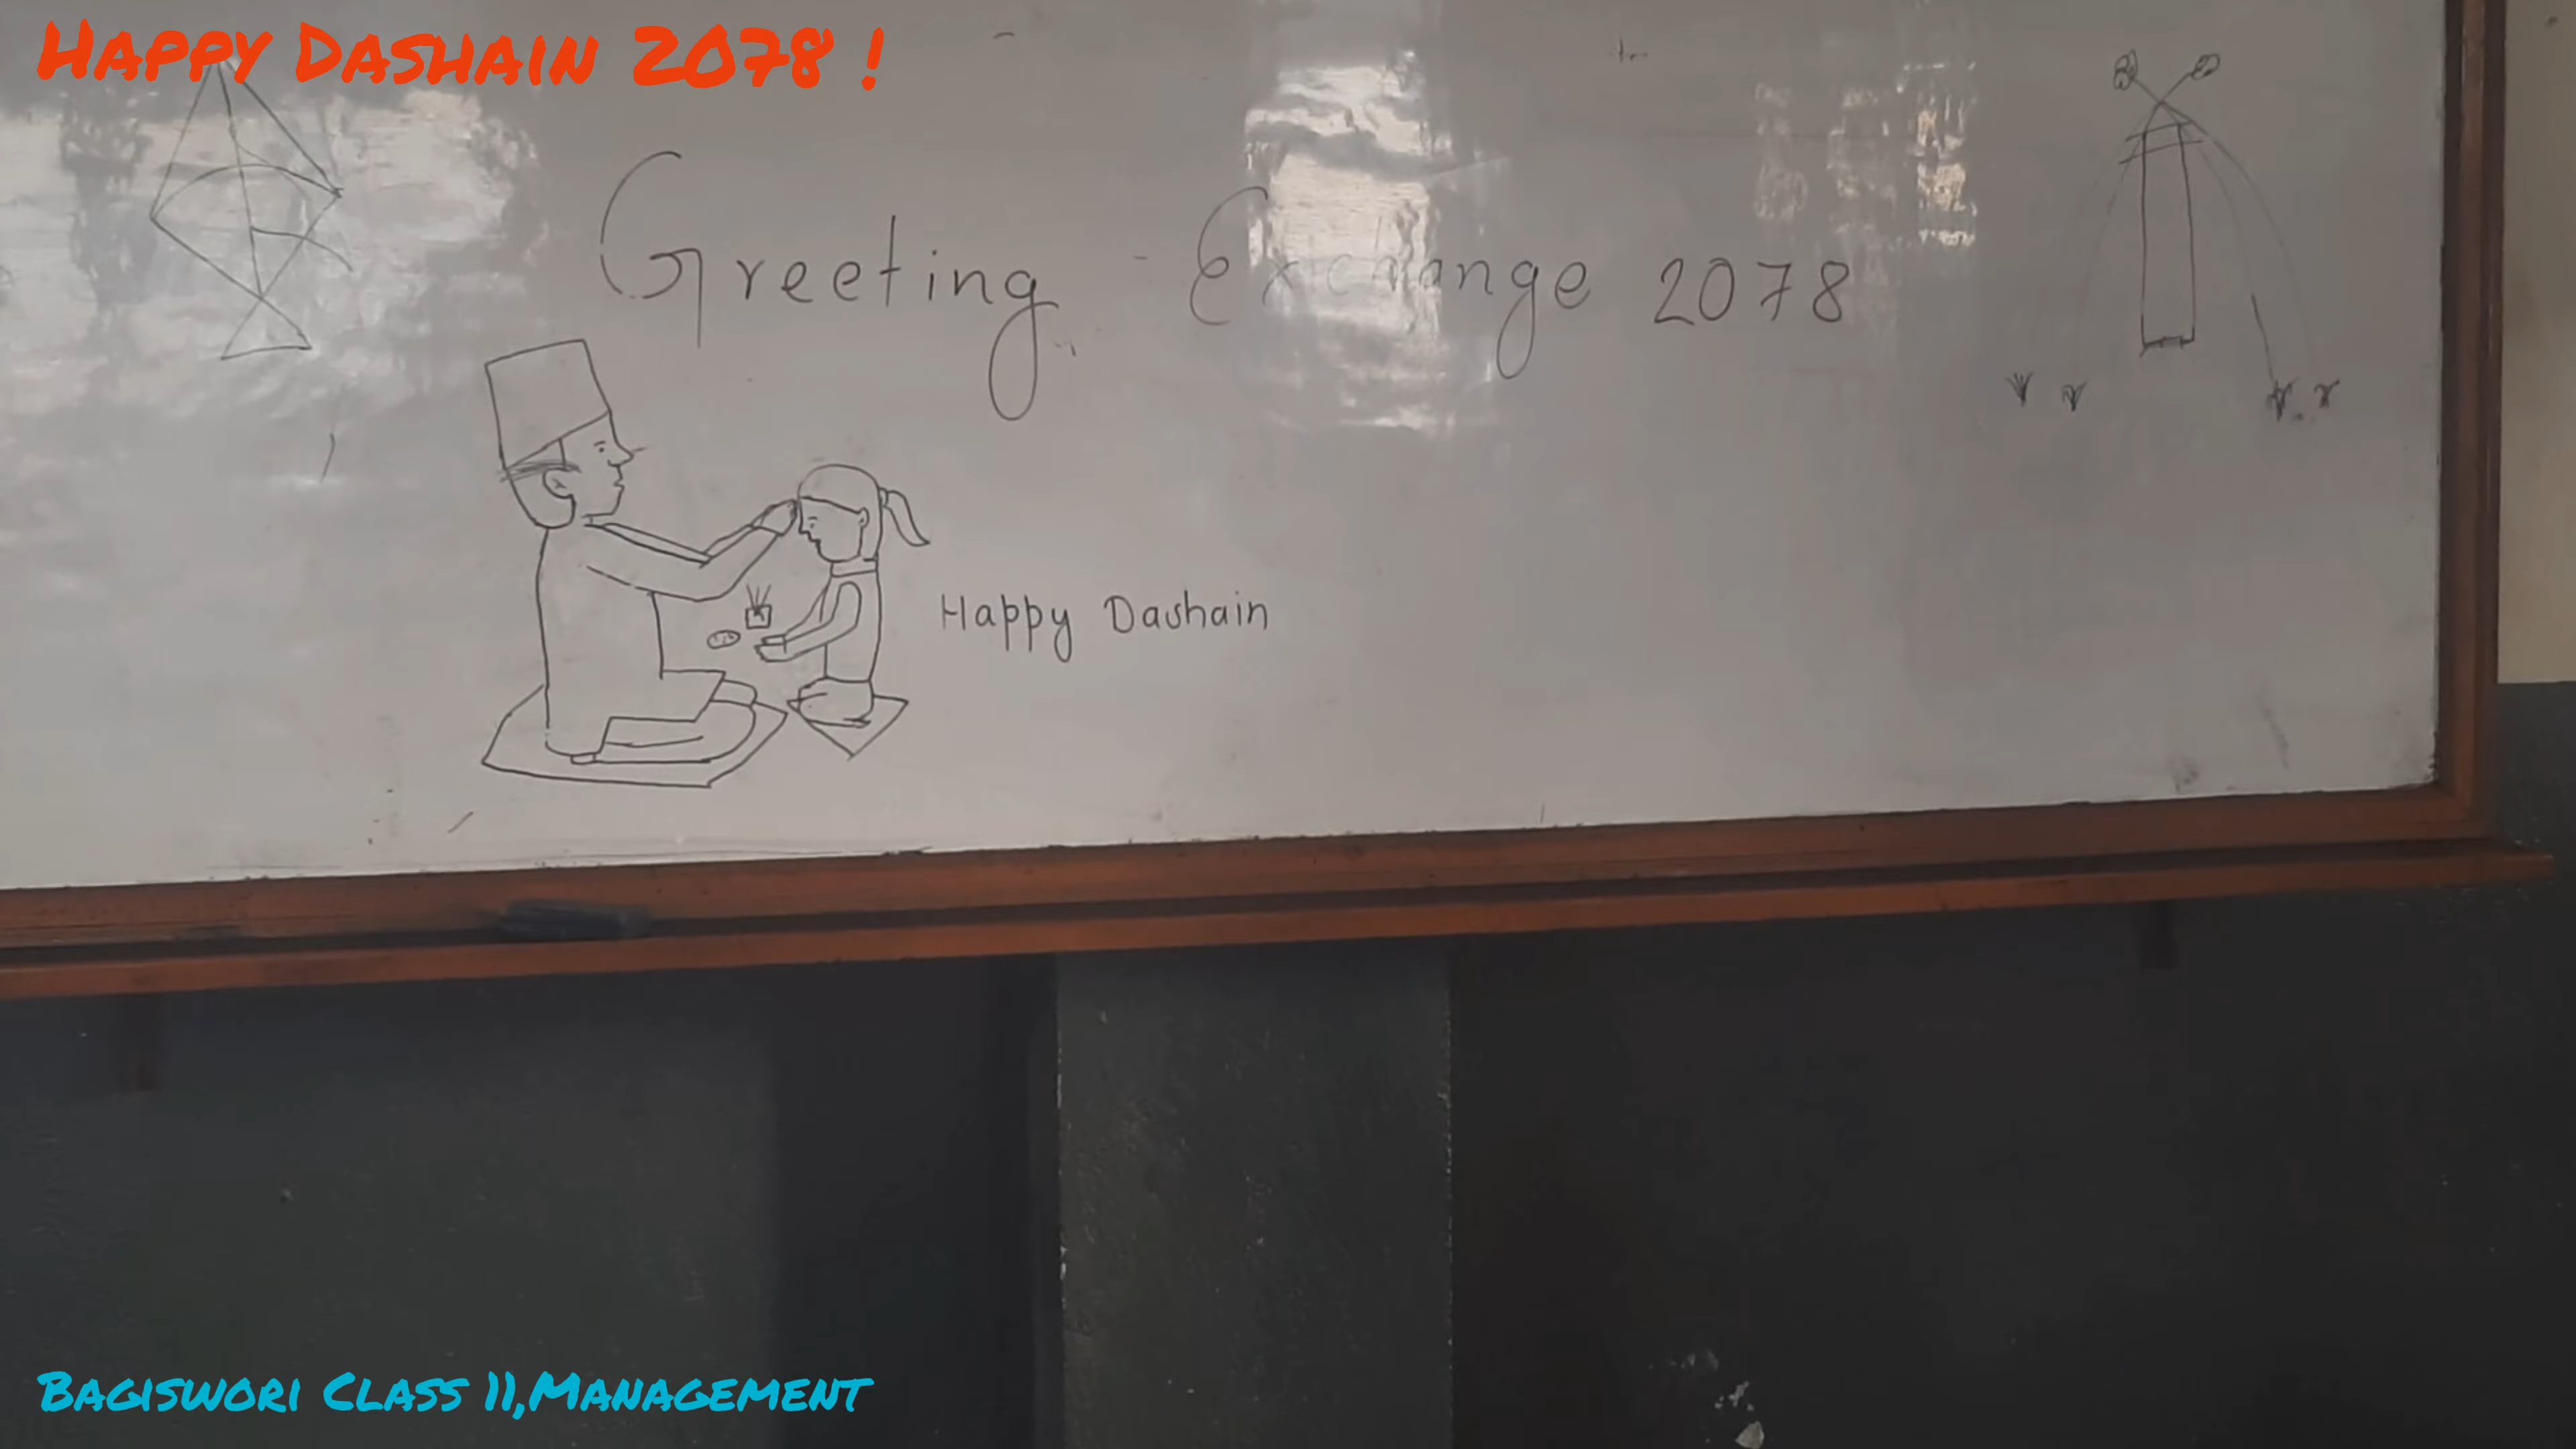 Happy Dashain 2078 !
Greeting Exchange 2078
Happy Dashain
Bagiswori Class 11,Management